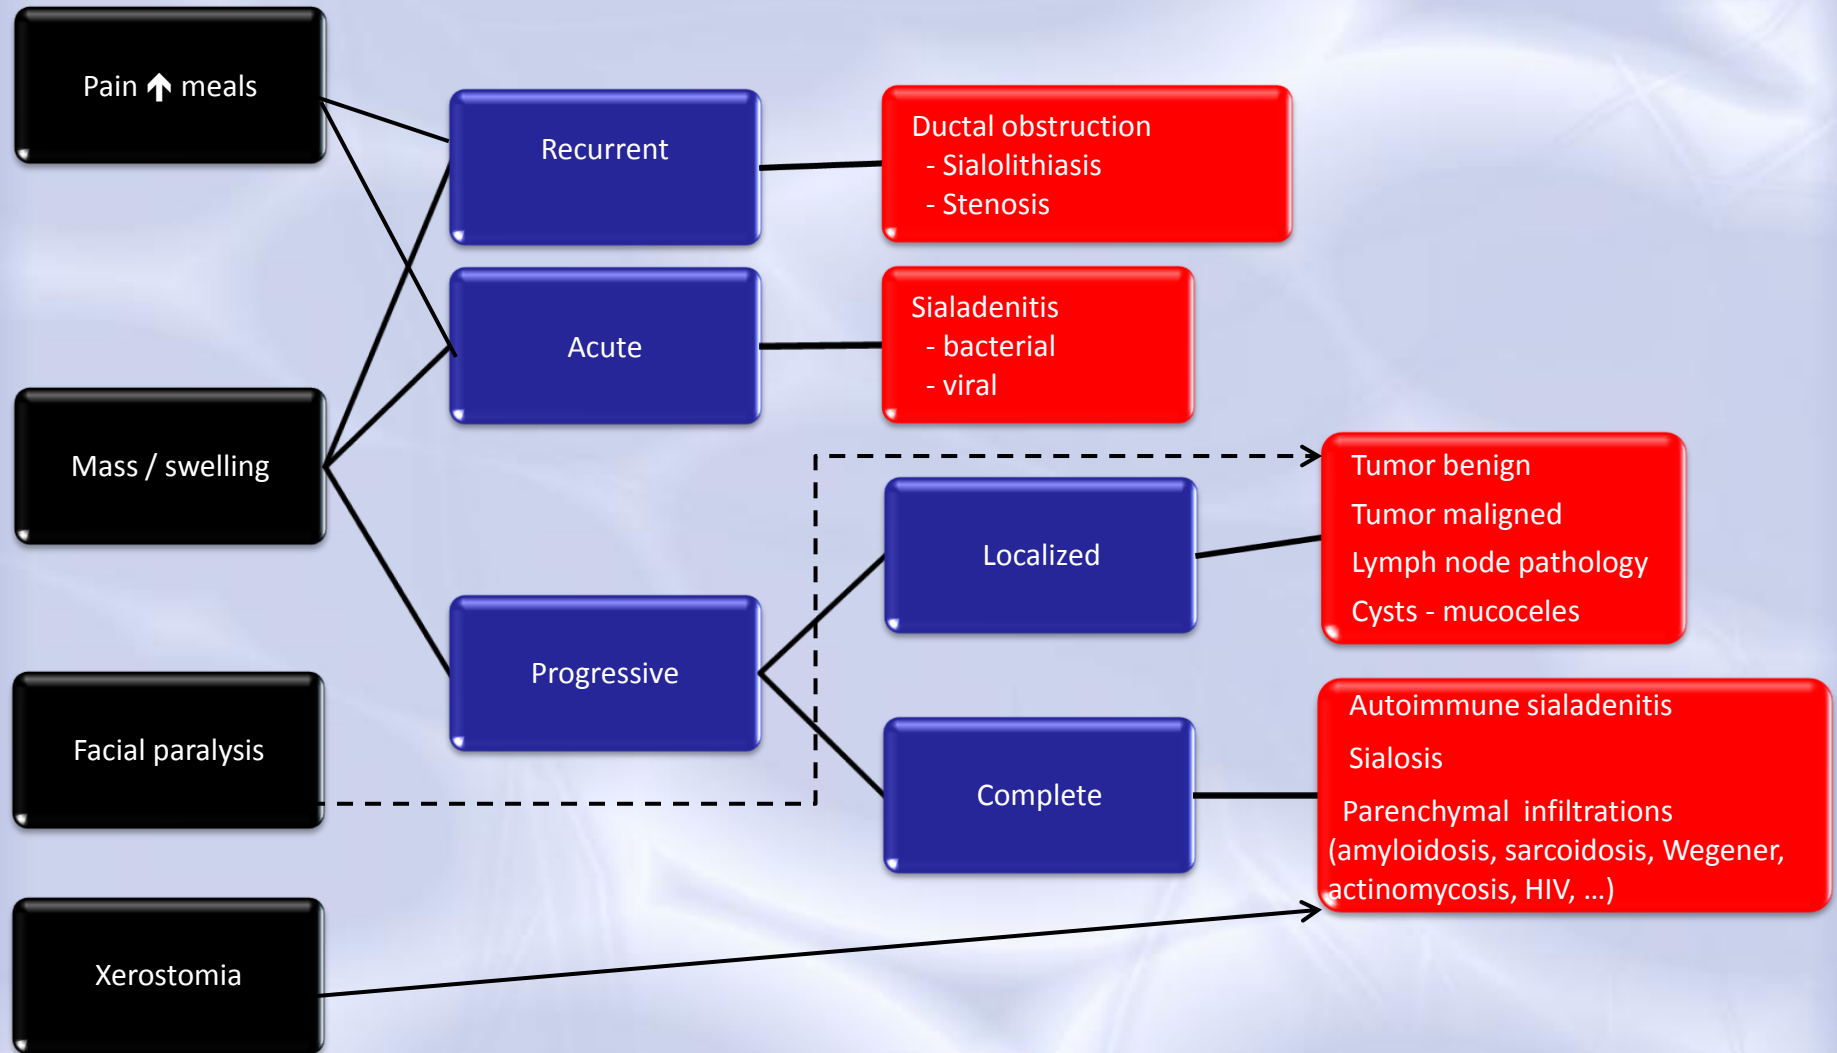 Pain ↑ meals
Recurrent
Ductal obstruction
- Sialolithiasis
- Stenosis
Acute
Sialadenitis
- bacterial
- viral
Mass / swelling
Localized
Tumor benign
Tumor maligned
Lymph node pathology
Cysts - mucoceles
Progressive
Facial paralysis
Complete
Autoimmune sialadenitis
Sialosis
Parenchymal infiltrations
(amyloidosis, sarcoidosis, Wegener,
actinomycosis, HIV, ...)
Xerostomia